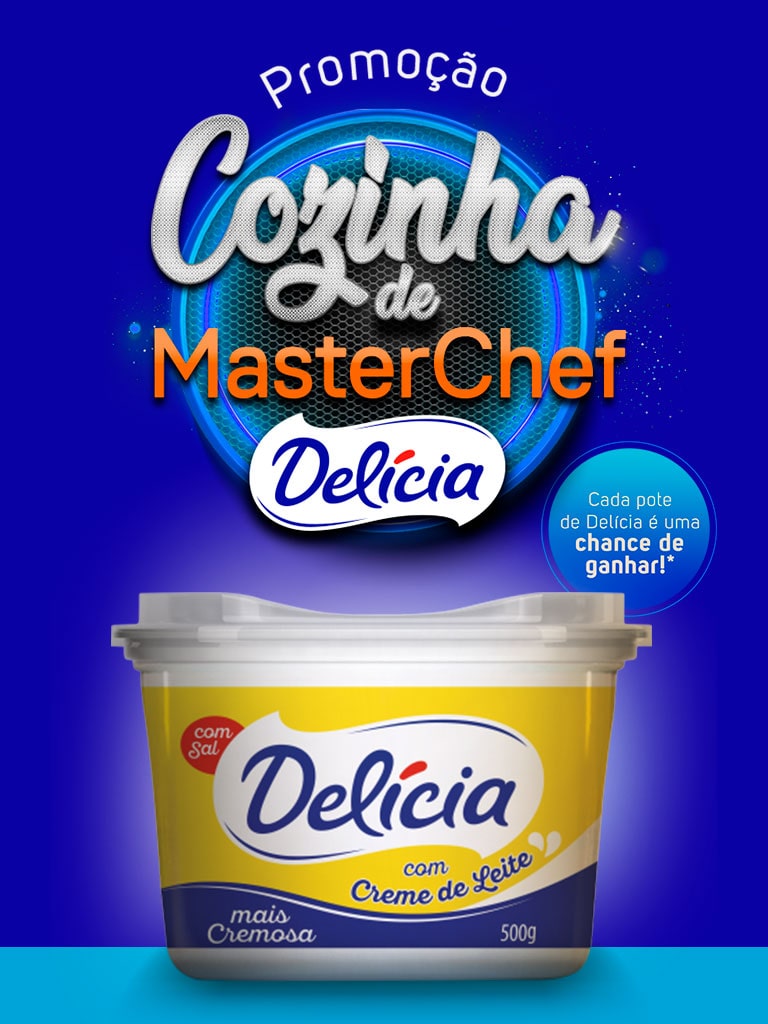 Promoção
Cozinha
de
MasterChef
Delícia
Cada pote
de Delícia é uma
chance de
ganhar!*
com
Sal
Delícia
com
Creme de Leite
mais
Cremosa
500g